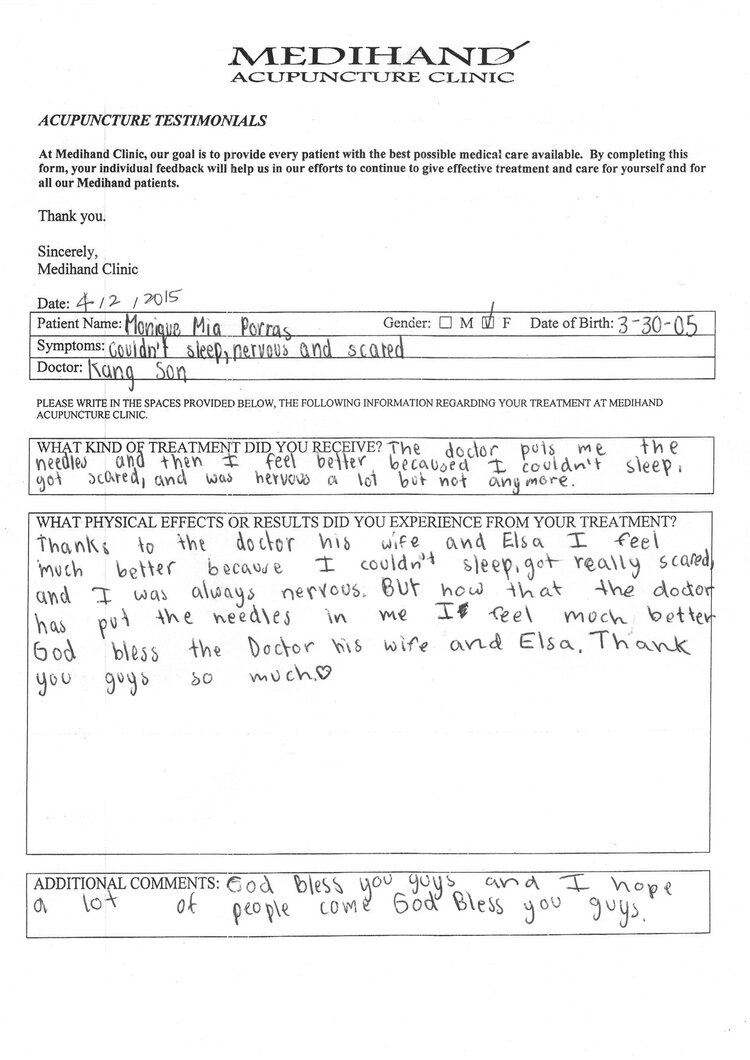 MEDIHAND
ACUPUNCTURE CLINIC
ACUPUNCTURE TESTIMONIALS
At Medihand Clinic, our goal is to provide every patient with the best possible medical care available. By completing this
form, your individual feedback will help us in our efforts to continue to give effective treatment and care for yourself and for
all our Medihand patients.
Thank you.
Sincerely,
Medihand Clinic
Date: 4/2/2015
Patient Name: Monique Mia Porras Gender: ☐ M ☑ F Date of Birth: 3-30-05
Symptoms: Couldn't sleep, nervous and scared
Doctor: Kang Son
PLEASE WRITE IN THE SPACES PROVIDED BELOW, THE FOLLOWING INFORMATION REGARDING YOUR TREATMENT AT MEDIHAND
ACUPUNCTURE CLINIC.
WHAT KIND OF TREATMENT DID YOU RECEIVE? The doctor puts me the
needles and then I feel better becaused I couldn't sleep,
got scared, and was nervous a lot but not anymore.
WHAT PHYSICAL EFFECTS OR RESULTS DID YOU EXPERIENCE FROM YOUR TREATMENT?
Thanks to the doctor his wife and Elsa I feel
much better because I couldn't sleep, got really scared,
and I was always nervous. But now that the doctor
has put the needles in me I feel much better
God bless the Doctor his wife and Elsa. Thank
you guys so much.♡
ADDITIONAL COMMENTS: God bless you guys and I hope
a lot of people come God Bless you guys.